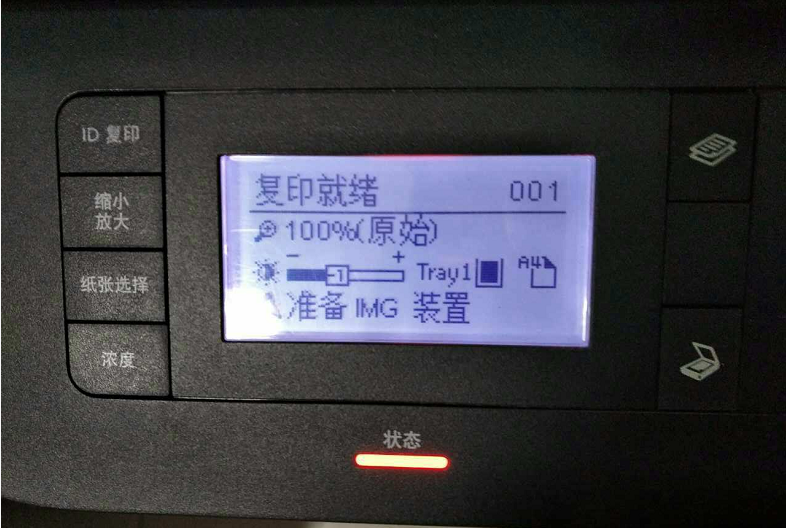 ID 复印
缩小
放大
纸张选择
浓度
复印就绪 001
100%(原始)
- +
-1 Tray1 A4
准备 IMG 装置
状态